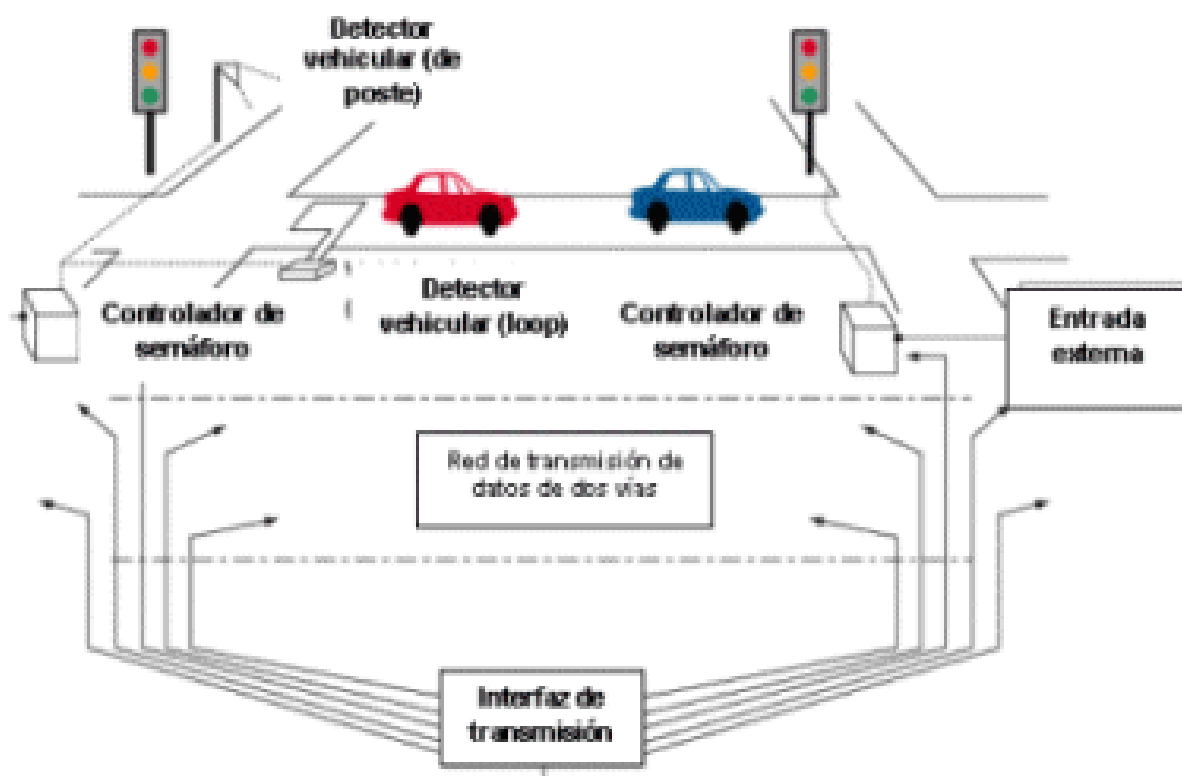 Detector
vehicular (de
poste)
Detector
vehicular (loop)
Controlador de
semáforo
Controlador de
semáforo
Entrada
externa
Red de transmisión de
datos de dos vías
Interfaz de
transmisión